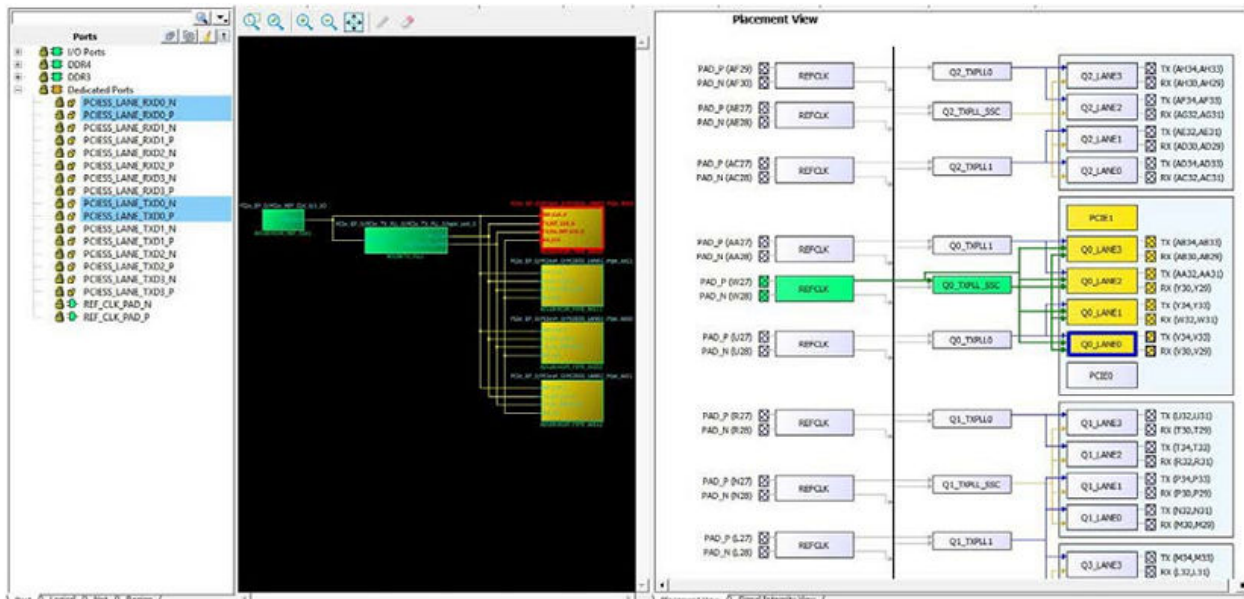 Ports
I/O Ports
DDR4
DDR3
Dedicated Ports
PCIESS_LANE_RXD0_N
PCIESS_LANE_RXD0_P
PCIESS_LANE_RXD1_N
PCIESS_LANE_RXD1_P
PCIESS_LANE_RXD2_N
PCIESS_LANE_RXD2_P
PCIESS_LANE_RXD3_N
PCIESS_LANE_RXD3_P
PCIESS_LANE_TXD0_N
PCIESS_LANE_TXD0_P
PCIESS_LANE_TXD1_N
PCIESS_LANE_TXD1_P
PCIESS_LANE_TXD2_N
PCIESS_LANE_TXD2_P
PCIESS_LANE_TXD3_N
PCIESS_LANE_TXD3_P
REF_CLK_PAD_N
REF_CLK_PAD_P
Placement View
PAD_P (AF29)
PAD_N (AF30)
REFCLK
Q2_TXPLL0
Q2_LANE3
TX (AH34,AH33)
RX (AH30,AH29)
PAD_P (AE27)
PAD_N (AE28)
REFCLK
Q2_TXPLL_SSC
Q2_LANE2
TX (AF34,AF33)
RX (AG32,AG31)
Q2_LANE1
TX (AE32,AE31)
RX (AD30,AD29)
PAD_P (AC27)
PAD_N (AC28)
REFCLK
Q2_TXPLL1
Q2_LANE0
TX (AD34,AD33)
RX (AC32,AC31)
PCIE1
PAD_P (AA27)
PAD_N (AA28)
REFCLK
Q0_TXPLL1
Q0_LANE3
TX (AB34,AB33)
RX (AB30,AB29)
PAD_P (W27)
PAD_N (W28)
REFCLK
Q0_TXPLL_SSC
Q0_LANE2
TX (AA32,AA31)
RX (Y30,Y29)
Q0_LANE1
TX (Y34,Y33)
RX (W32,W31)
PAD_P (U27)
PAD_N (U28)
REFCLK
Q0_TXPLL0
Q0_LANE0
TX (V34,V33)
RX (V30,V29)
PCIE0
PAD_P (R27)
PAD_N (R28)
REFCLK
Q1_TXPLL0
Q1_LANE3
TX (U32,U31)
RX (T30,T29)
Q1_LANE2
TX (T34,T33)
RX (R32,R31)
PAD_P (N27)
PAD_N (N28)
REFCLK
Q1_TXPLL_SSC
Q1_LANE1
TX (P34,P33)
RX (P30,P29)
Q1_LANE0
TX (N32,N31)
RX (M30,M29)
PAD_P (L27)
PAD_N (L28)
REFCLK
Q1_TXPLL1
Q3_LANE3
TX (M34,M33)
RX (L32,L31)